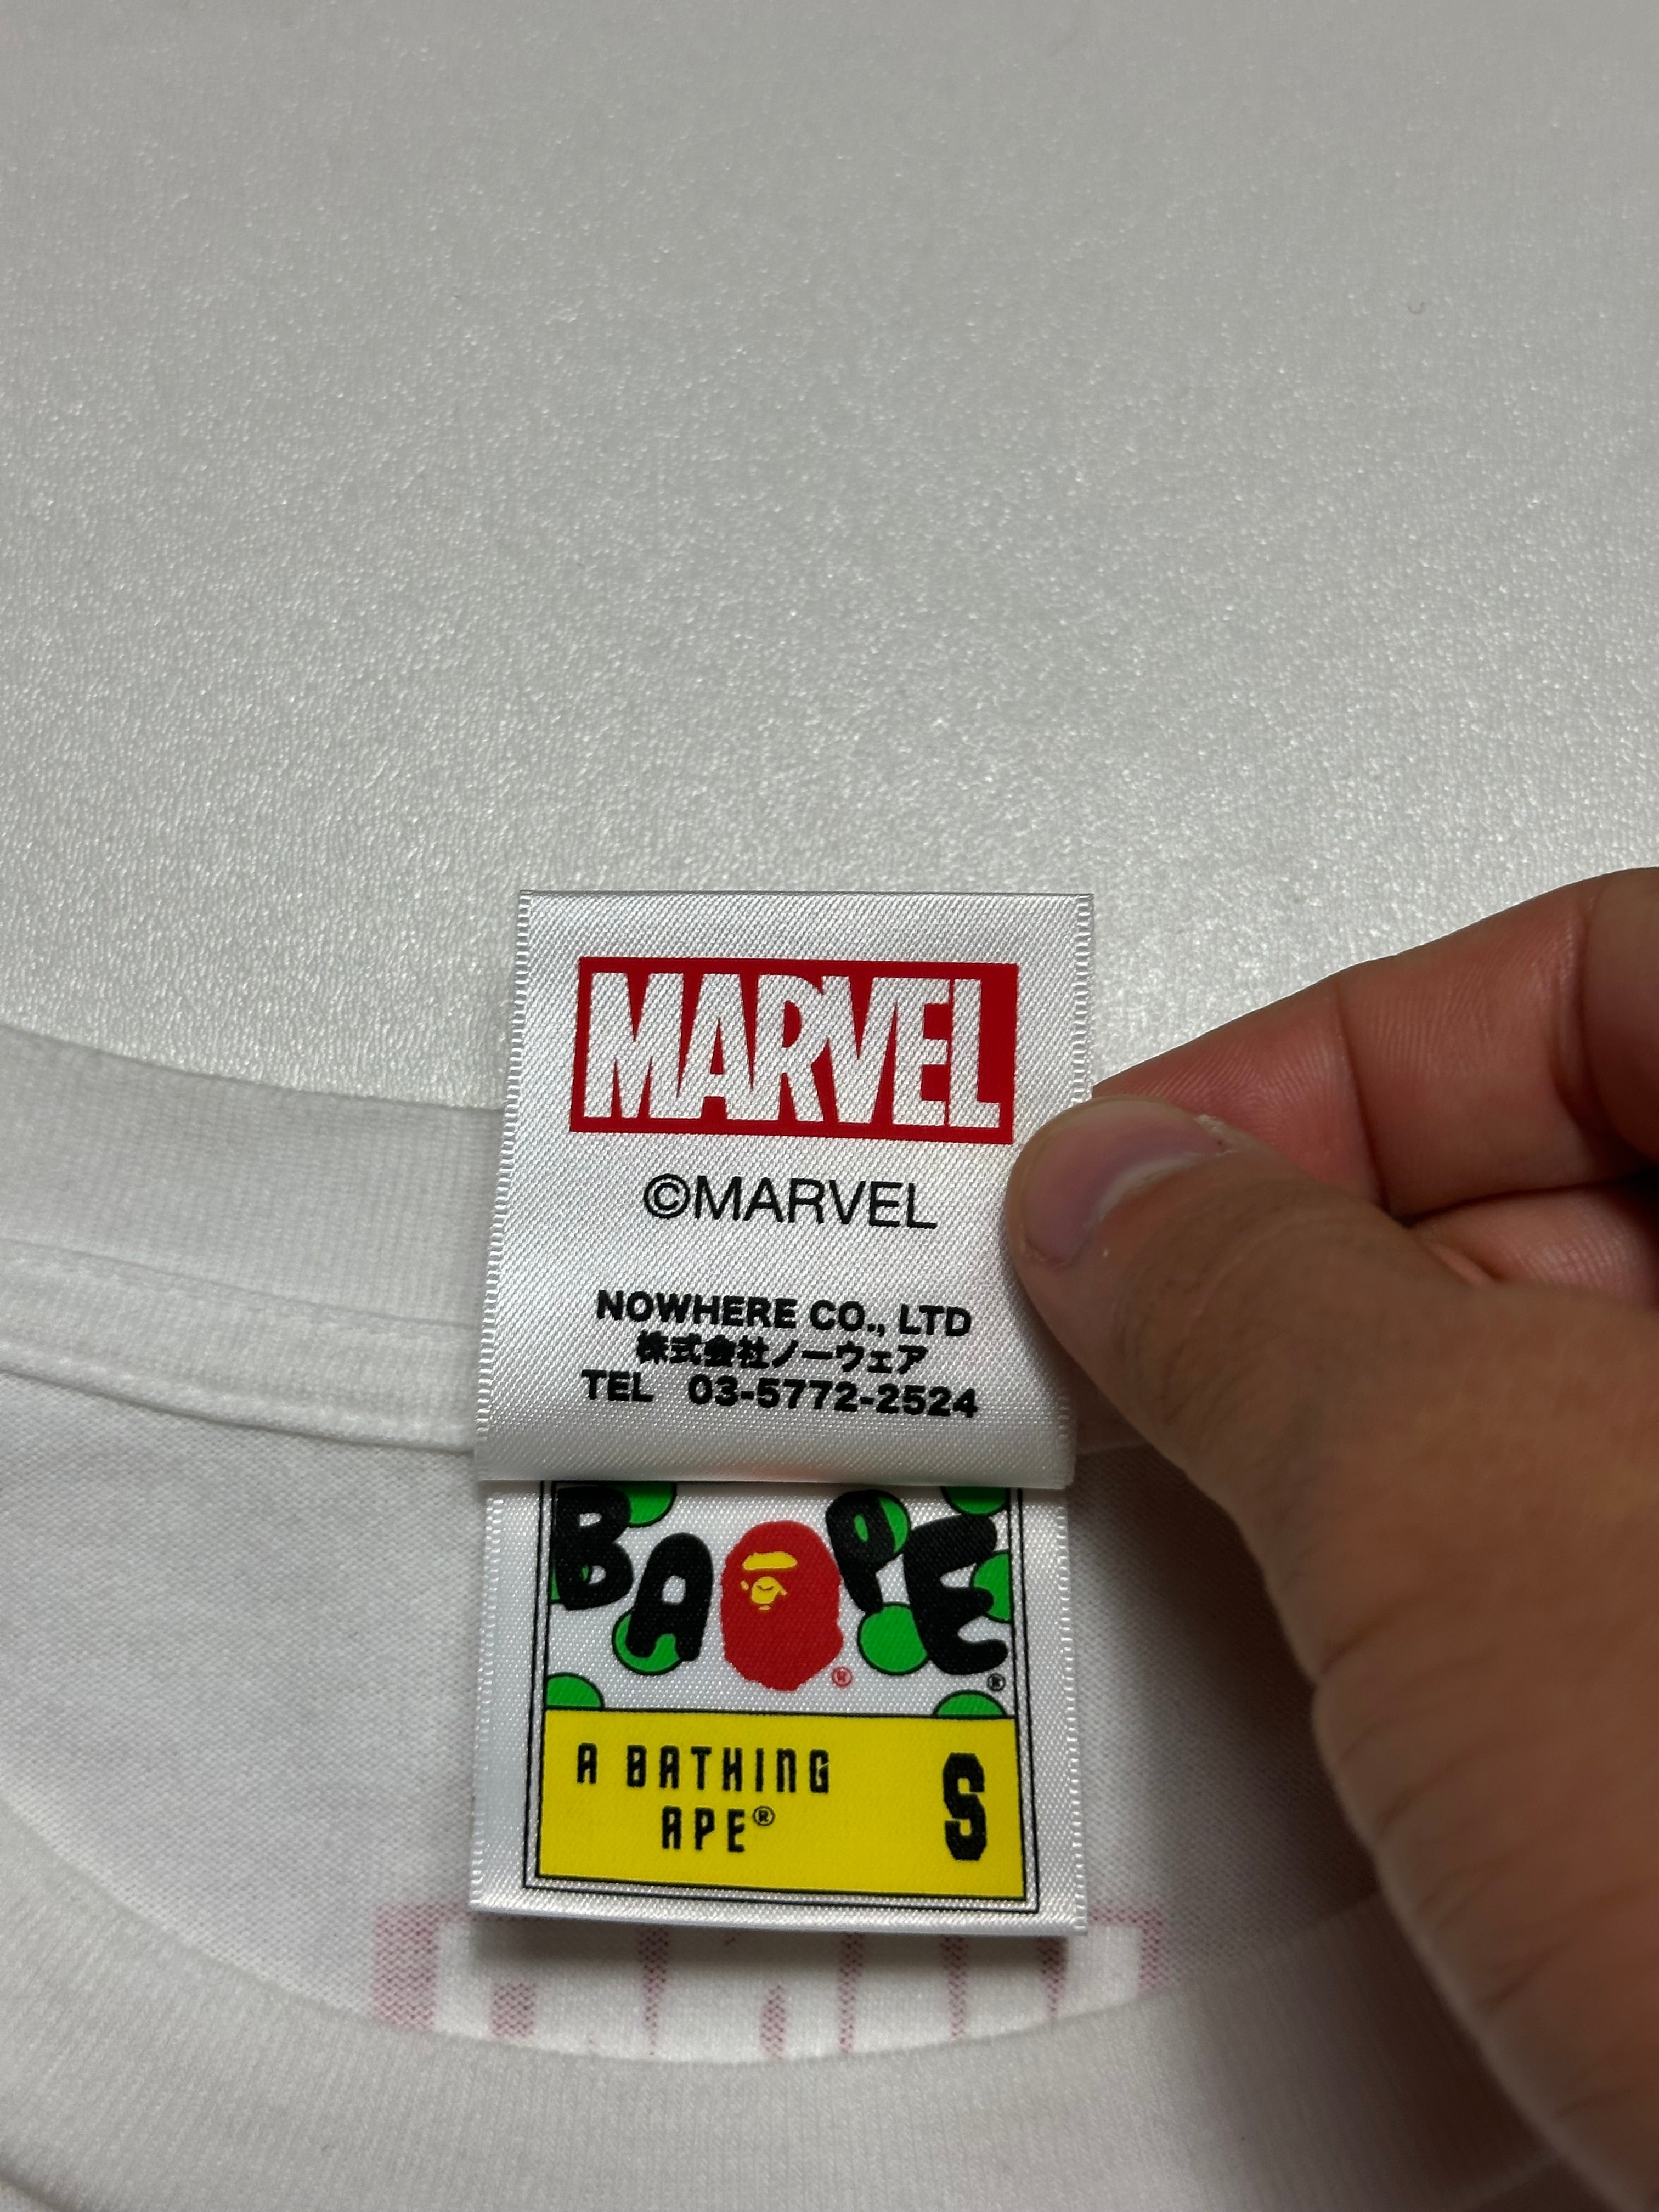 MARVEL
©MARVEL
NOWHERE CO., LTD
株式会社ノーウェア
TEL 03-5772-2524
BAPE®
®
A BATHING
APE®
S